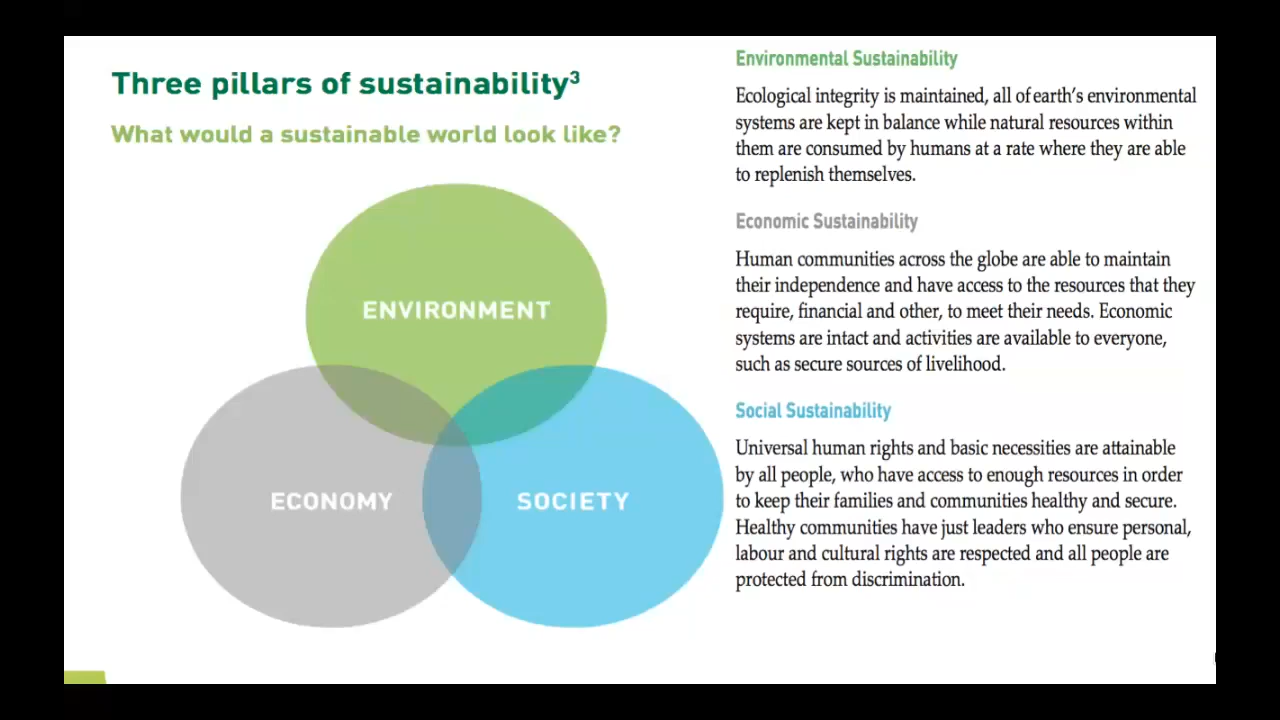 Three pillars of sustainability³
What would a sustainable world look like?
ENVIRONMENT
ECONOMY
SOCIETY
Environmental Sustainability
Ecological integrity is maintained, all of earth's environmental
systems are kept in balance while natural resources within
them are consumed by humans at a rate where they are able
to replenish themselves.
Economic Sustainability
Human communities across the globe are able to maintain
their independence and have access to the resources that they
require, financial and other, to meet their needs. Economic
systems are intact and activities are available to everyone,
such as secure sources of livelihood.
Social Sustainability
Universal human rights and basic necessities are attainable
by all people, who have access to enough resources in order
to keep their families and communities healthy and secure.
Healthy communities have just leaders who ensure personal,
labour and cultural rights are respected and all people are
protected from discrimination.